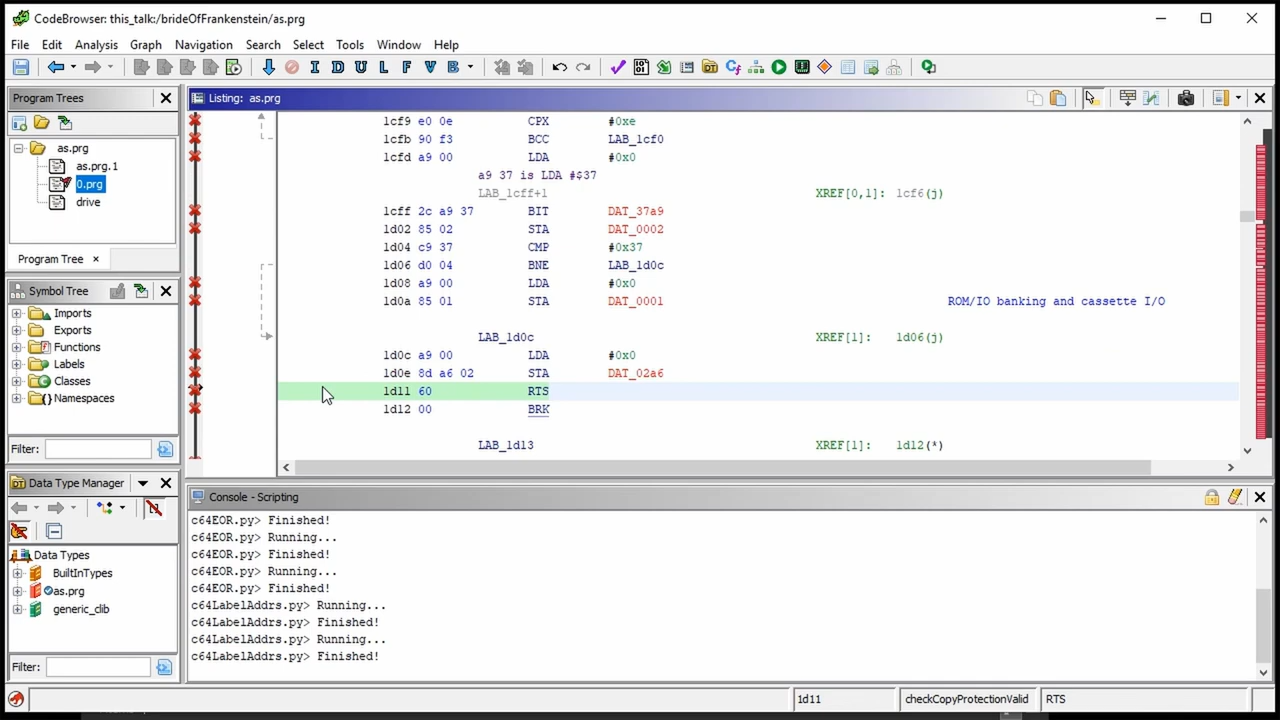 CodeBrowser: this_talk:/brideOfFrankenstein/as.prg
File Edit Analysis Graph Navigation Search Select Tools Window Help
I D U L F V B
Program Trees
as.prg
as.prg.1
0.prg
drive
Program Tree ×
Symbol Tree
Imports
Exports
Functions
Labels
Classes
Namespaces
Filter:
Data Type Manager
Data Types
BuiltInTypes
as.prg
generic_clib
Filter:
Listing: as.prg
1cf9 e0 0e CPX #0xe
1cfb 90 f3 BCC LAB_1cf0
1cfd a9 00 LDA #0x0
a9 37 is LDA #$37
LAB_1cff+1 XREF[0,1]: 1cf6(j)
1cff 2c a9 37 BIT DAT_37a9
1d02 85 02 STA DAT_0002
1d04 c9 37 CMP #0x37
1d06 d0 04 BNE LAB_1d0c
1d08 a9 00 LDA #0x0
1d0a 85 01 STA DAT_0001 ROM/IO banking and cassette I/O
LAB_1d0c XREF[1]: 1d06(j)
1d0c a9 00 LDA #0x0
1d0e 8d a6 02 STA DAT_02a6
1d11 60 RTS
1d12 00 BRK
LAB_1d13 XREF[1]: 1d12(*)
Console - Scripting
c64EOR.py> Finished!
c64EOR.py> Running...
c64EOR.py> Finished!
c64EOR.py> Running...
c64EOR.py> Finished!
c64LabelAddrs.py> Running...
c64LabelAddrs.py> Finished!
c64LabelAddrs.py> Running...
c64LabelAddrs.py> Finished!
1d11 checkCopyProtectionValid RTS